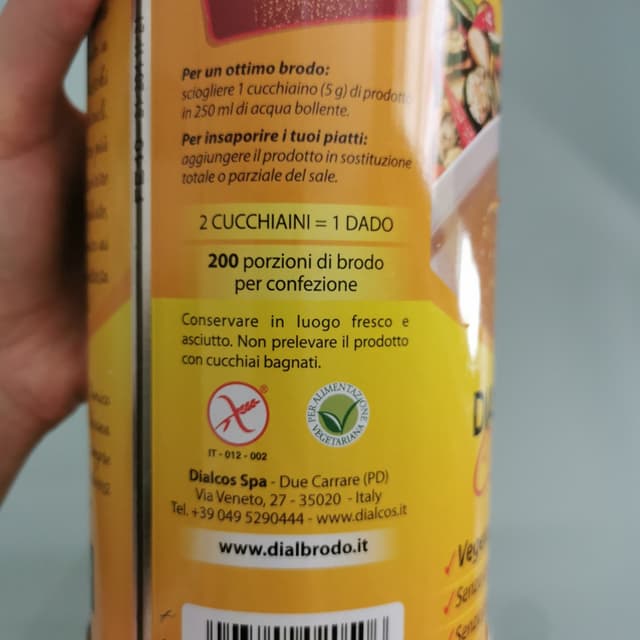 Per un ottimo brodo:
sciogliere 1 cucchiaino (5 g) di prodotto
in 250 ml di acqua bollente.
Per insaporire i tuoi piatti:
aggiungere il prodotto in sostituzione
totale o parziale del sale.
2 CUCCHIAINI = 1 DADO
200 porzioni di brodo
per confezione
Conservare in luogo fresco e
asciutto. Non prelevare il prodotto
con cucchiai bagnati.
PER ALIMENTAZIONE
VEGETARIANA
IT - 012 - 002
Dialcos Spa - Due Carrare (PD)
Via Veneto, 27 - 35020 - Italy
Tel. +39 049 5290444 - www.dialcos.it
www.dialbrodo.it